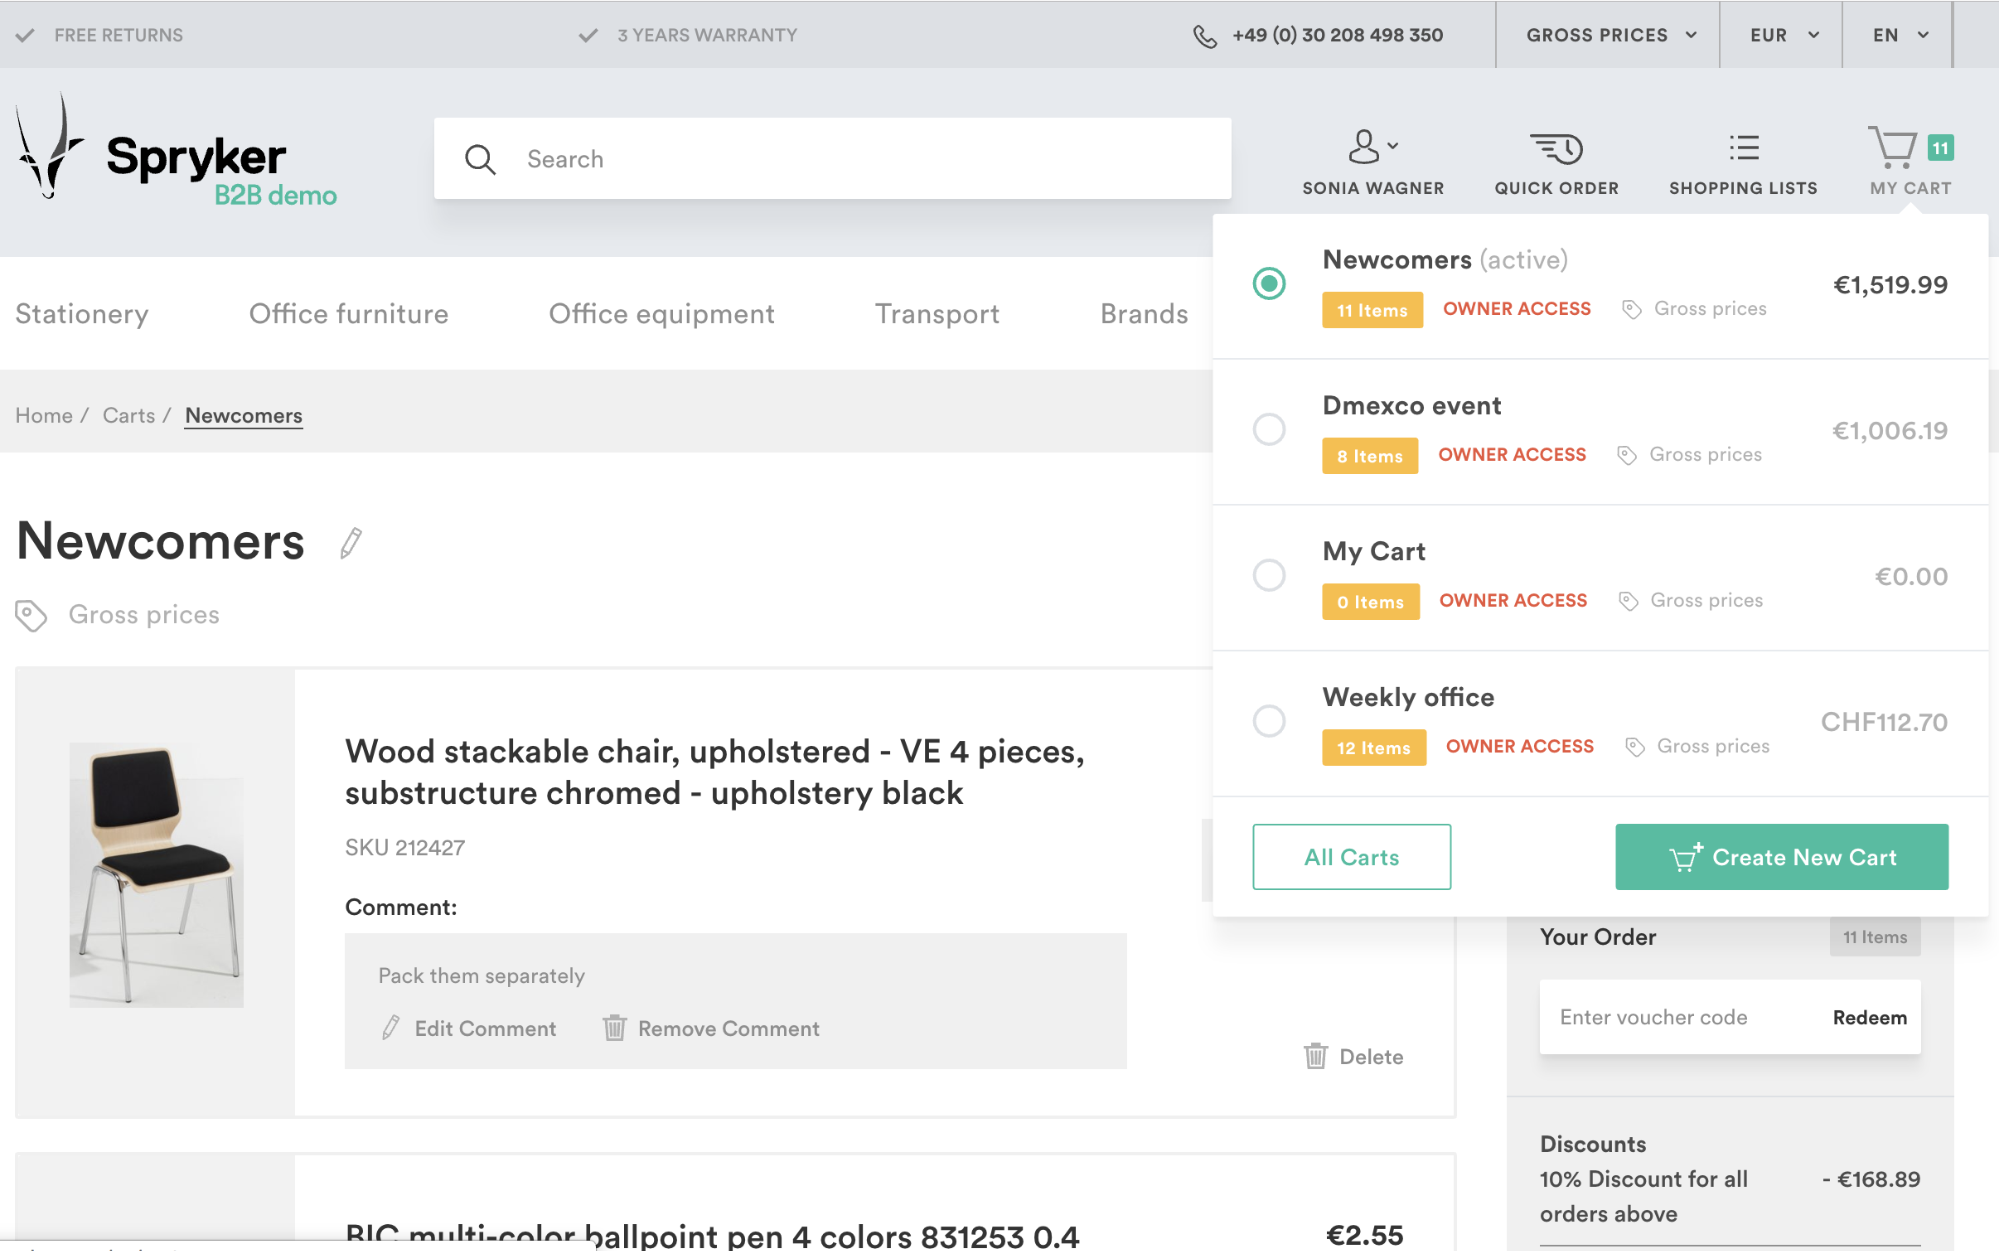 FREE RETURNS
3 YEARS WARRANTY
+49 (0) 30 208 498 350
GROSS PRICES
EUR
EN
Spryker
B2B demo
Search
SONIA WAGNER
QUICK ORDER
SHOPPING LISTS
11
MY CART
Stationery
Office furniture
Office equipment
Transport
Brands
Newcomers (active)
€1,519.99
11 Items
OWNER ACCESS
Gross prices
Dmexco event
€1,006.19
8 Items
OWNER ACCESS
Gross prices
My Cart
€0.00
0 Items
OWNER ACCESS
Gross prices
Weekly office
CHF112.70
12 Items
OWNER ACCESS
Gross prices
All Carts
Create New Cart
Home / Carts / Newcomers
Newcomers
Gross prices
Wood stackable chair, upholstered - VE 4 pieces,
substructure chromed - upholstery black
SKU 212427
Comment:
Pack them separately
Edit Comment
Remove Comment
Delete
Your Order
11 Items
Enter voucher code
Redeem
Discounts
10% Discount for all
orders above
- €168.89
BIC multi-color ballpoint pen 4 colors 831253 0.4
€2.55